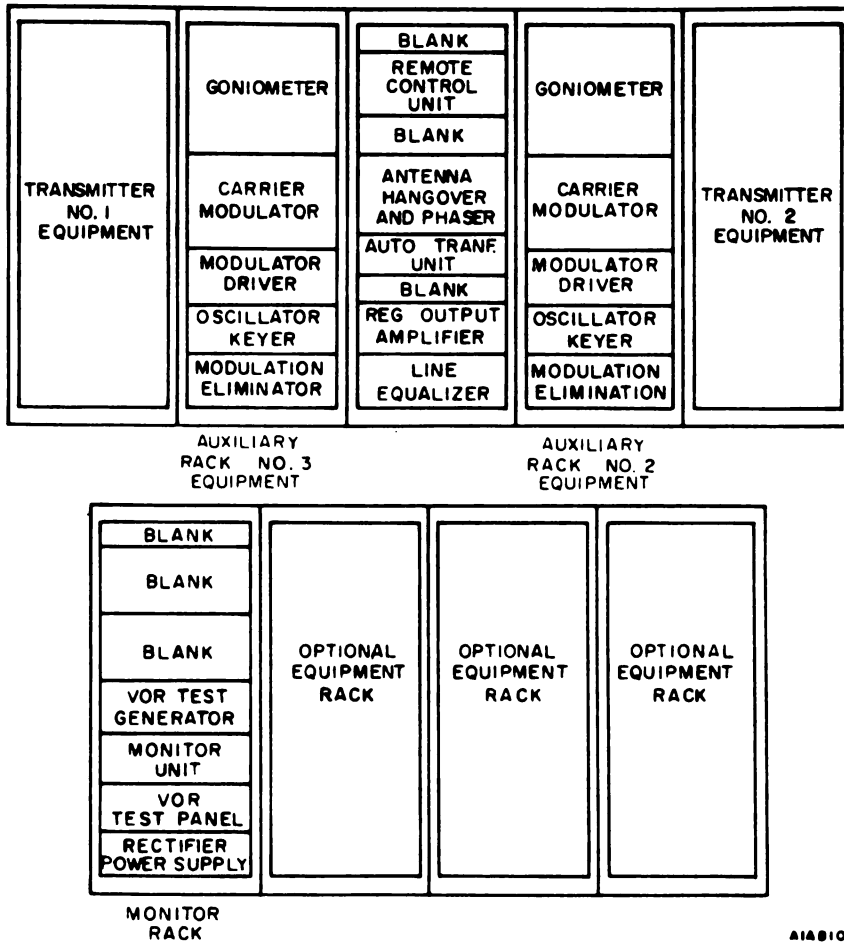 TRANSMITTER
NO. 1
EQUIPMENT
GONIOMETER
CARRIER
MODULATOR
MODULATOR
DRIVER
OSCILLATOR
KEYER
MODULATION
ELIMINATOR
BLANK
REMOTE
CONTROL
UNIT
BLANK
ANTENNA
HANGOVER
AND PHASER
AUTO TRANF.
UNIT
BLANK
REG OUTPUT
AMPLIFIER
LINE
EQUALIZER
GONIOMETER
CARRIER
MODULATOR
MODULATOR
DRIVER
OSCILLATOR
KEYER
MODULATION
ELIMINATION
TRANSMITTER
NO. 2
EQUIPMENT
AUXILIARY
RACK NO. 3
EQUIPMENT
AUXILIARY
RACK NO. 2
EQUIPMENT
BLANK
BLANK
BLANK
VOR TEST
GENERATOR
MONITOR
UNIT
VOR
TEST PANEL
RECTIFIER
POWER SUPPLY
OPTIONAL
EQUIPMENT
RACK
OPTIONAL
EQUIPMENT
RACK
OPTIONAL
EQUIPMENT
RACK
MONITOR
RACK
A1A810